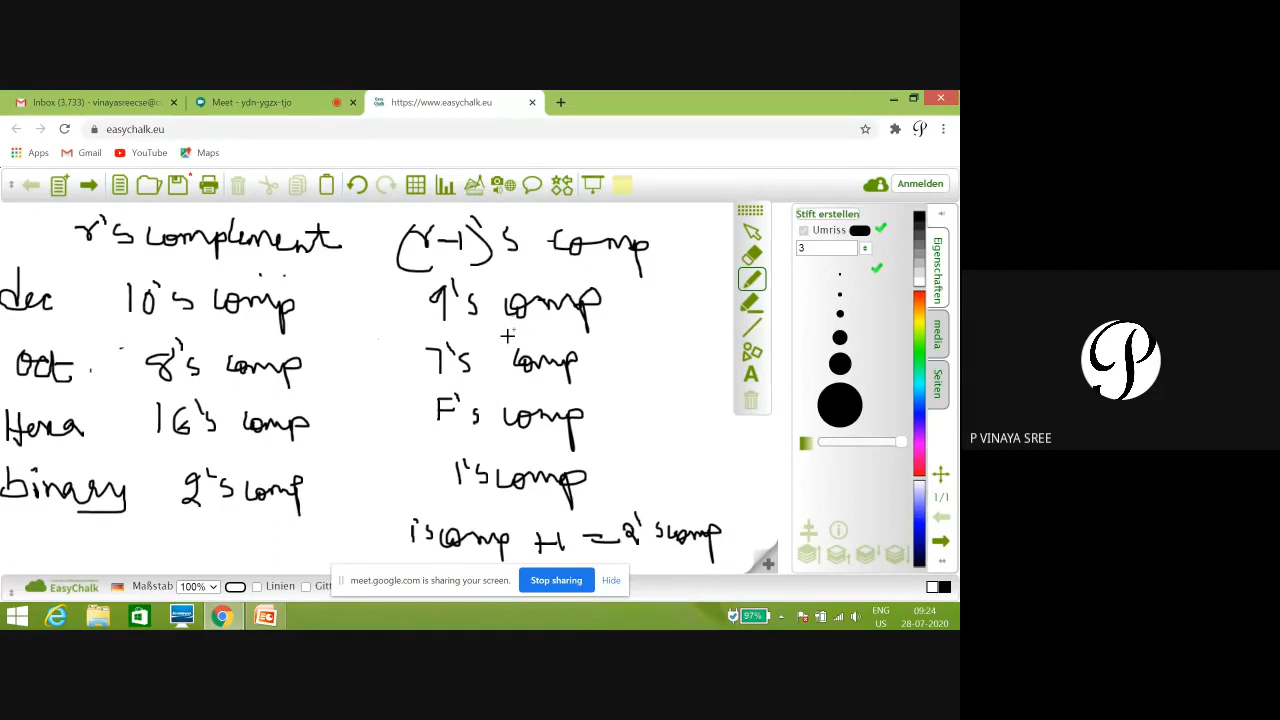 Inbox (3,733) - vinayasreecse@c
Meet - ydn-ygzx-tjo
https://www.easychalk.eu
easychalk.eu
Apps Gmail YouTube Maps
Anmelden
r's complement (r-1)'s comp
dec 10's comp 9's comp
oct. 8's comp 7's comp
Hexa 16's comp F's comp
binary 2's comp 1's comp
1's comp +1 = 2's comp
Stift erstellen
Umriss
3
Eigenschaften
media
Seiten
1/1
P VINAYA SREE
EasyChalk Maßstab 100% Linien Gitt
meet.google.com is sharing your screen. Stop sharing Hide
97% ENG 09:24
US 28-07-2020